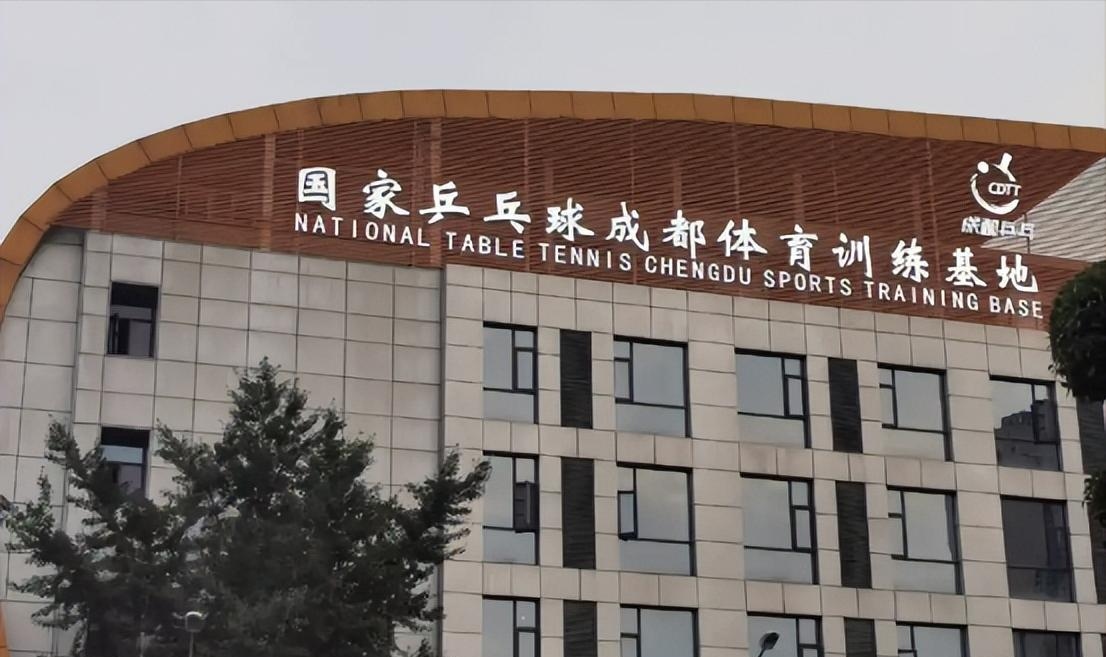 CDTT
成都乒乓
国家乒乓球成都体育训练基地
NATIONAL TABLE TENNIS CHENGDU SPORTS TRAINING BASE